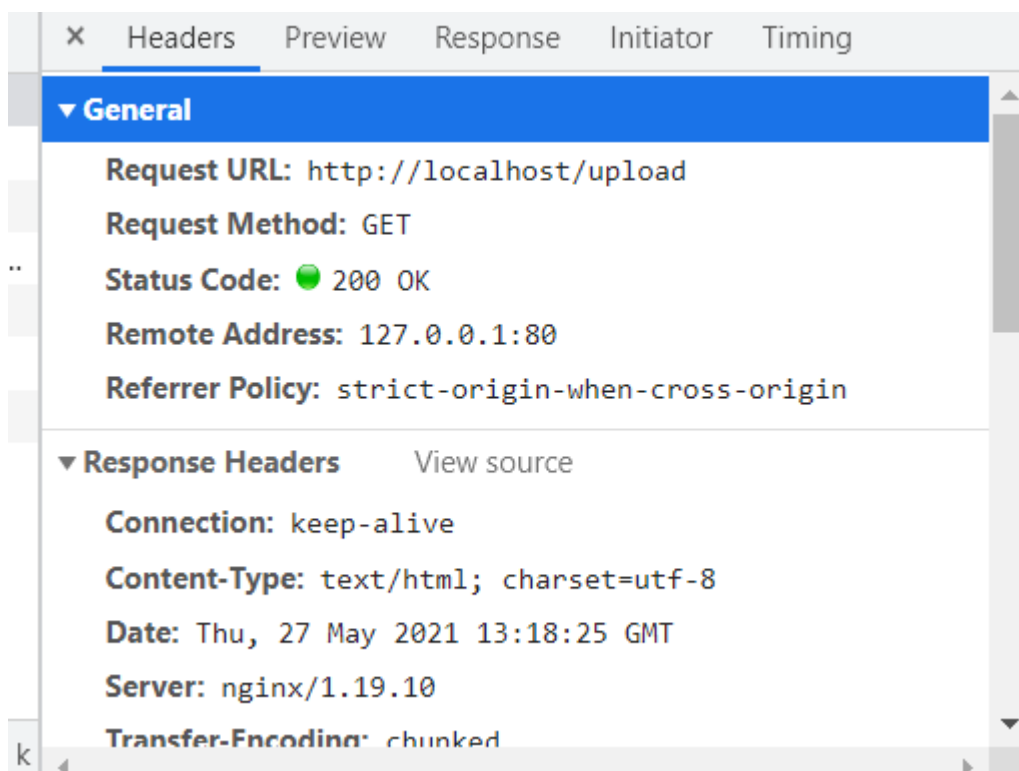 × Headers Preview Response Initiator Timing
▼ General
Request URL: http://localhost/upload
Request Method: GET
..
Status Code: 200 OK
Remote Address: 127.0.0.1:80
Referrer Policy: strict-origin-when-cross-origin
▼ Response Headers View source
Connection: keep-alive
Content-Type: text/html; charset=utf-8
Date: Thu, 27 May 2021 13:18:25 GMT
Server: nginx/1.19.10
Transfer-Encoding: chunked
k